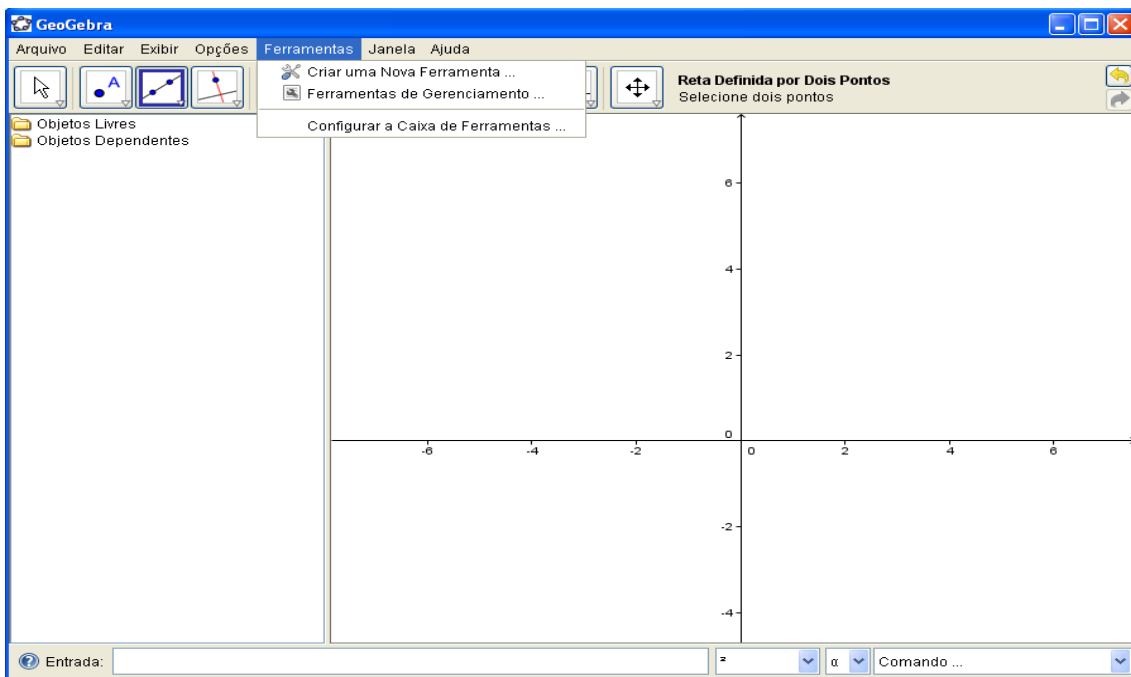 GeoGebra
Arquivo Editar Exibir Opções Ferramentas Janela Ajuda
A
Reta Definida por Dois Pontos
Selecione dois pontos
Criar uma Nova Ferramenta ...
Ferramentas de Gerenciamento ...
Configurar a Caixa de Ferramentas ...
Objetos Livres
Objetos Dependentes
6
4
2
0
-6 -4 -2 0 2 4 6
-2
-4
Entrada: ² α Comando ...